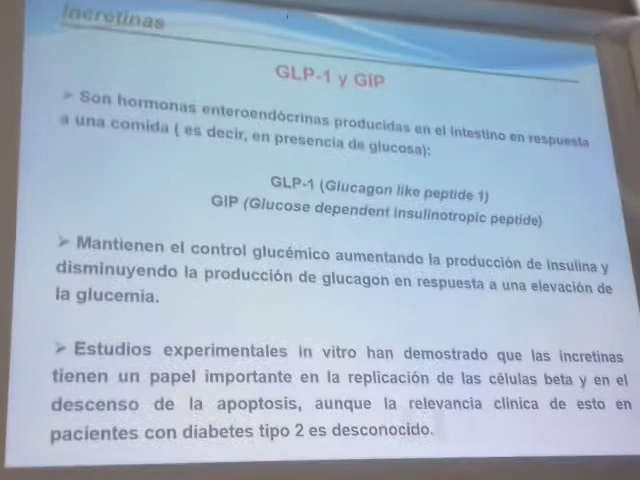 Incretinas
GLP-1 y GIP
➢ Son hormonas enteroendócrinas producidas en el intestino en respuesta
a una comida ( es decir, en presencia de glucosa):
GLP-1 (Glucagon like peptide 1)
GIP (Glucose dependent insulinotropic peptide)
➢ Mantienen el control glucémico aumentando la producción de insulina y
disminuyendo la producción de glucagon en respuesta a una elevación de
la glucemia.
➢ Estudios experimentales in vitro han demostrado que las incretinas
tienen un papel importante en la replicación de las células beta y en el
descenso de la apoptosis, aunque la relevancia clinica de esto en
pacientes con diabetes tipo 2 es desconocido.